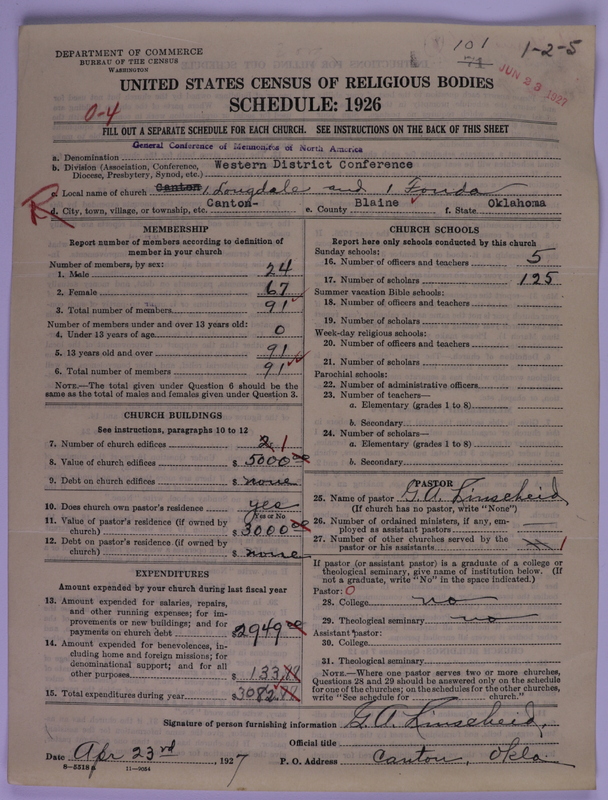 DEPARTMENT OF COMMERCE
BUREAU OF THE CENSUS
WASHINGTON
101
71
1-2-5
JUN 23 1927
UNITED STATES CENSUS OF RELIGIOUS BODIES
SCHEDULE: 1926
0-4
FILL OUT A SEPARATE SCHEDULE FOR EACH CHURCH. SEE INSTRUCTIONS ON THE BACK OF THIS SHEET
General Conference of Mennonites of North America
a. Denomination
b. Division (Association, Conference, Diocese, Presbytery, Synod, etc.) Western District Conference
c. Local name of church Canton 1, Longdale and 1 Fonda
d. City, town, village, or township, etc. Canton- e. County Blaine f. State Oklahoma
MEMBERSHIP
Report number of members according to definition of
member in your church
Number of members, by sex:
1. Male 24
2. Female 67
3. Total number of members 91
Number of members under and over 13 years old:
4. Under 13 years of age 0
5. 13 years old and over 91
6. Total number of members 91
NOTE.—The total given under Question 6 should be the
same as the total of males and females given under Question 3.
CHURCH BUILDINGS
See instructions, paragraphs 10 to 12
7. Number of church edifices 2 1
8. Value of church edifices $ 5000 00
9. Debt on church edifices $ none
10. Does church own pastor's residence yes
Yes or No
11. Value of pastor's residence (if owned by
church) $ 3000 00
12. Debt on pastor's residence (if owned by
church) $ none
EXPENDITURES
Amount expended by your church during last fiscal year
13. Amount expended for salaries, repairs,
and other running expenses; for im-
provements or new buildings; and for
payments on church debt $ 2949 00
14. Amount expended for benevolences, in-
cluding home and foreign missions; for
denominational support; and for all
other purposes $ 133.88
15. Total expenditures during year $ 3082.88
CHURCH SCHOOLS
Report here only schools conducted by this church
Sunday schools:
16. Number of officers and teachers 5
17. Number of scholars 125
Summer vacation Bible schools:
18. Number of officers and teachers
19. Number of scholars
Week-day religious schools:
20. Number of officers and teachers
21. Number of scholars
Parochial schools:
22. Number of administrative officers
23. Number of teachers—
a. Elementary (grades 1 to 8)
b. Secondary
24. Number of scholars—
a. Elementary (grades 1 to 8)
b. Secondary
PASTOR
25. Name of pastor G. A. Linscheid
(If church has no pastor, write "None")
26. Number of ordained ministers, if any, em-
ployed as assistant pastors
27. Number of other churches served by the
pastor or his assistants 1
If pastor (or assistant pastor) is a graduate of a college or
theological seminary, give name of institution below. (If
not a graduate, write "No" in the space indicated.)
Pastor: 0
28. College no
29. Theological seminary no
Assistant pastor:
30. College
31. Theological seminary
NOTE.—Where one pastor serves two or more churches,
Questions 28 and 29 should be answered only on the schedule
for one of the churches; on the schedules for the other churches,
write "See schedule for church."
Signature of person furnishing information G. A. Linscheid,
Official title
Date Apr 23rd, 1927 P. O. Address Canton, Okla
8-5518 a 11-9084